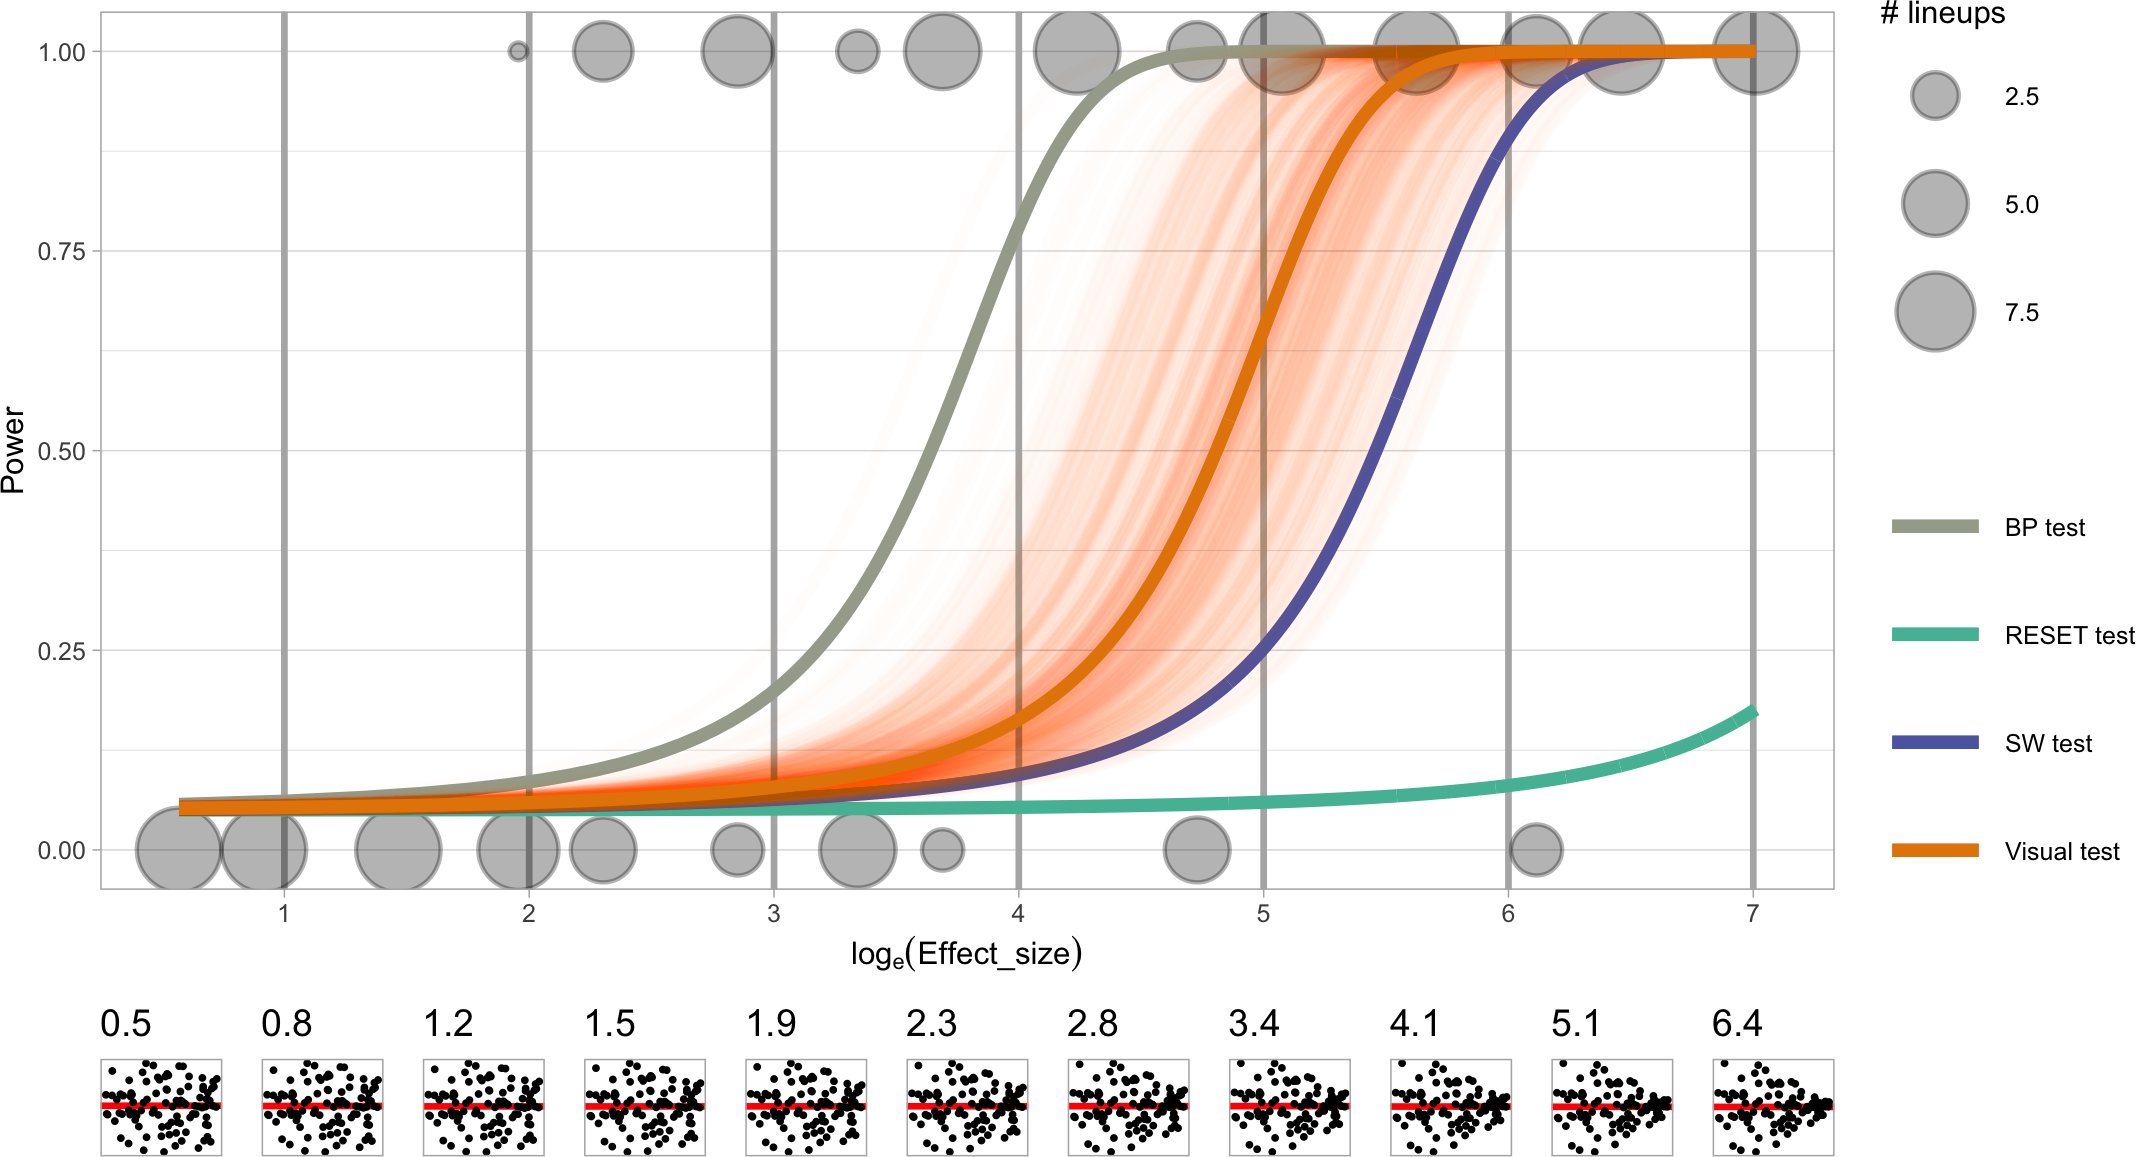 # lineups
2.5
5.0
7.5
BP test
RESET test
SW test
Visual test
Power
1.00
0.75
0.50
0.25
0.00
1 2 3 4 5 6 7
logₑ(Effect_size)
0.5 0.8 1.2 1.5 1.9 2.3 2.8 3.4 4.1 5.1 6.4